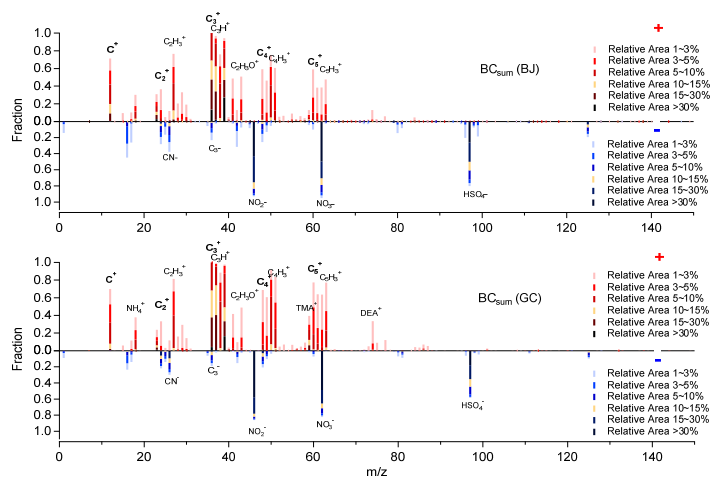 C3+
C3H+
C+
C2H3+
C2+
C2H3O+
C4+
C4H3+
C5+
C5H3+
BCsum (BJ)
+
Relative Area 1~3%
Relative Area 3~5%
Relative Area 5~10%
Relative Area 10~15%
Relative Area 15~30%
Relative Area >30%
1.0
0.8
0.6
0.4
0.2
0.0
0.2
0.4
0.6
0.8
1.0
Fraction
CN-
C3-
NO2-
NO3-
HSO4-
-
Relative Area 1~3%
Relative Area 3~5%
Relative Area 5~10%
Relative Area 10~15%
Relative Area 15~30%
Relative Area >30%
0 20 40 60 80 100 120 140
C3+
C3H+
C+
NH4+
C2H3+
C2+
C2H3O+
C4+
C4H3+
C5+
C5H3+
TMA+
DEA+
BCsum (GC)
+
Relative Area 1~3%
Relative Area 3~5%
Relative Area 5~10%
Relative Area 10~15%
Relative Area 15~30%
Relative Area >30%
1.0
0.8
0.6
0.4
0.2
0.0
0.2
0.4
0.6
0.8
1.0
Fraction
CN-
C3-
NO2-
NO3-
HSO4-
-
Relative Area 1~3%
Relative Area 3~5%
Relative Area 5~10%
Relative Area 10~15%
Relative Area 15~30%
Relative Area >30%
0 20 40 60 80 100 120 140
m/z